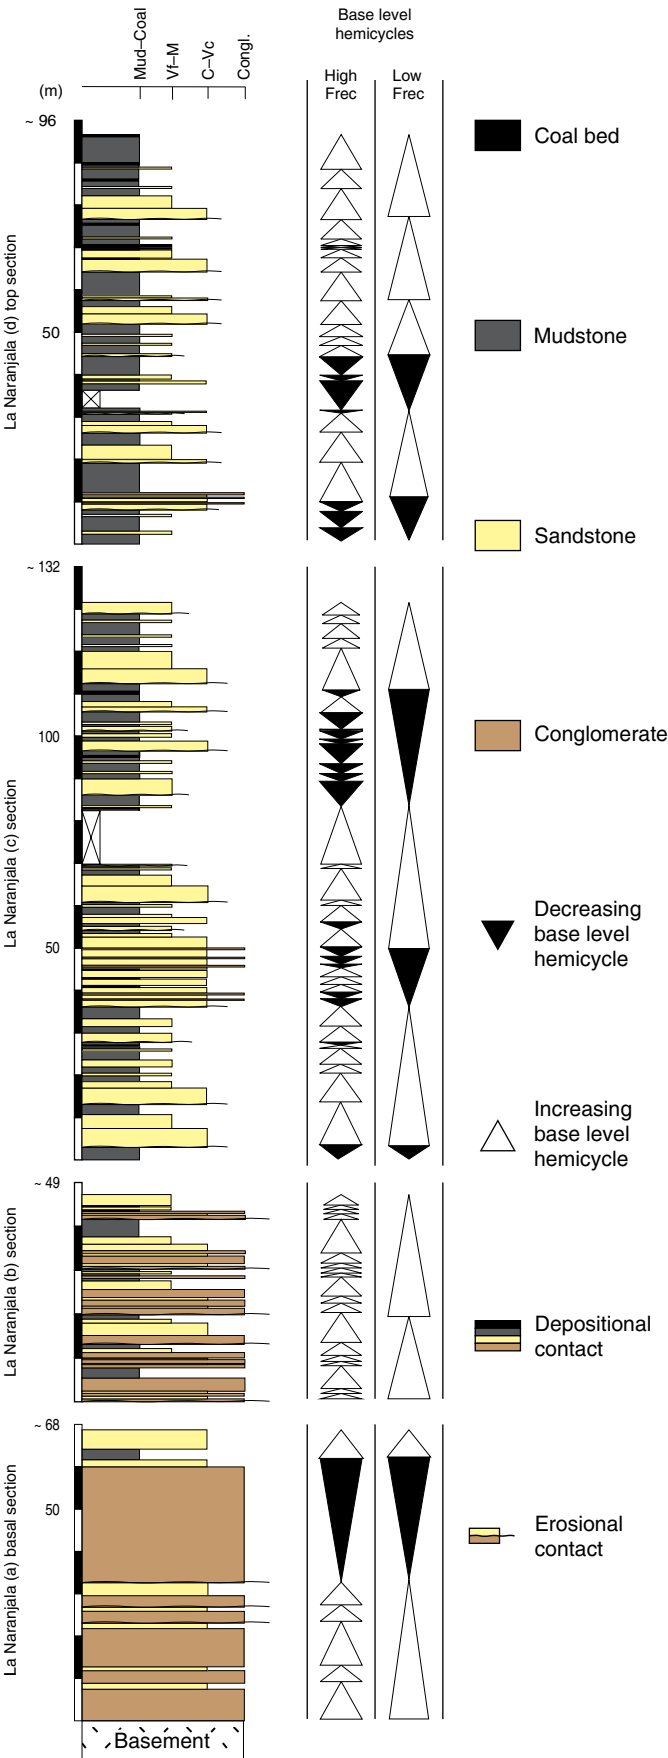 Base level
hemicycles
Mud–Coal
Vf–M
C–Vc
Congl.
High
Frec
Low
Frec
(m)
~ 96
50
La Naranjala (d) top section
~ 132
100
50
La Naranjala (c) section
~ 49
La Naranjala (b) section
~ 68
50
La Naranjala (a) basal section
Basement
Coal bed
Mudstone
Sandstone
Conglomerate
Decreasing
base level
hemicycle
Increasing
base level
hemicycle
Depositional
contact
Erosional
contact